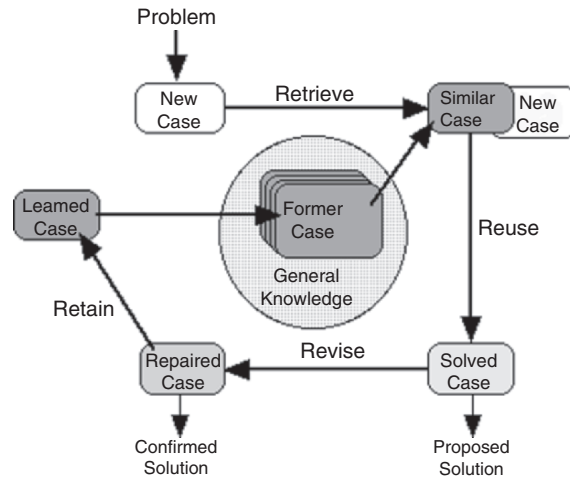 Problem
New
Case
Retrieve
Similar
Case
New
Case
Leamed
Case
Former
Case
General
Knowledge
Reuse
Retain
Repaired
Case
Revise
Solved
Case
Confirmed
Solution
Proposed
Solution